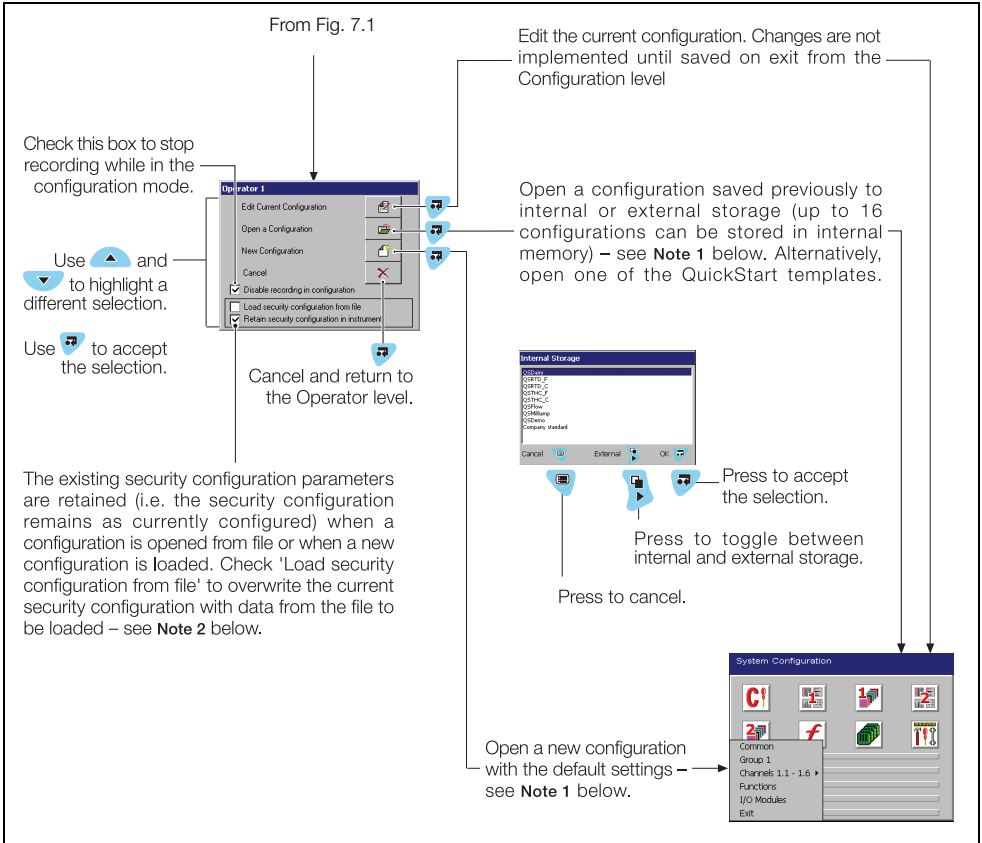 From Fig. 7.1
Edit the current configuration. Changes are not
implemented until saved on exit from the
Configuration level
Check this box to stop
recording while in the
configuration mode.
Operator 1
Edit Current Configuration
Open a Configuration
New Configuration
Cancel
Disable recording in configuration
Load security configuration from file
Retain security configuration in instrument
Open a configuration saved previously to
internal or external storage (up to 16
configurations can be stored in internal
memory) – see Note 1 below. Alternatively,
open one of the QuickStart templates.
Use and
to highlight a
different selection.
Use to accept
the selection.
Cancel and return to
the Operator level.
Internal Storage
QSDairy
QSRTD_F
QSRTD_C
QSTHC_F
QSTHC_C
QSFlow
QSMilliamp
QSDemo
Company standard
Cancel External OK
Press to accept
the selection.
Press to toggle between
internal and external storage.
Press to cancel.
The existing security configuration parameters
are retained (i.e. the security configuration
remains as currently configured) when a
configuration is opened from file or when a new
configuration is loaded. Check 'Load security
configuration from file' to overwrite the current
security configuration with data from the file to
be loaded – see Note 2 below.
System Configuration
C 1 1 2
2 f
Common
Group 1
Channels 1.1 - 1.6
Functions
I/O Modules
Exit
Open a new configuration
with the default settings –
see Note 1 below.